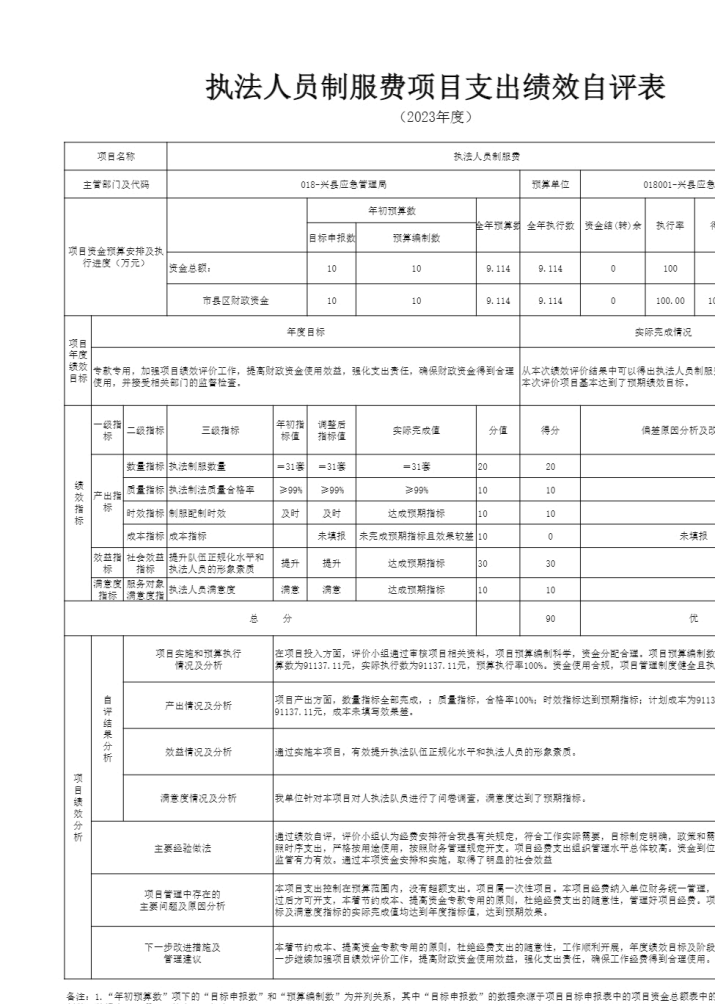 执法人员制服费项目支出绩效自评表
（2023年度）
项目名称 执法人员制服费
主管部门及代码 018-兴县应急管理局 预算单位 018001-兴县应急
项目资金预算安排及执行进度（万元） 年初预算数 全年预算数 全年执行数 资金结(转)余 执行率
目标申报数 预算编制数
资金总额： 10 10 9.114 9.114 0 100
市县区财政资金 10 10 9.114 9.114 0 100.00
项目年度绩效目标 年度目标 实际完成情况
专款专用，加强项目绩效评价工作，提高财政资金使用效益，强化支出责任，确保财政资金得到合理 从本次绩效评价结果中可以得出执法人员制服
使用，并接受相关部门的监督检查。 本次评价项目基本达到了预期绩效目标。
绩效指标 一级指标 二级指标 三级指标 年初指标值 调整后指标值 实际完成值 分值 得分 偏差原因分析及改
产出指标 数量指标 执法制服数量 ＝31套 ＝31套 ＝31套 20 20
质量指标 执法制法质量合格率 ≥99% ≥99% ≥99% 10 10
时效指标 制服配制时效 及时 及时 达成预期指标 10 10
成本指标 成本指标 未填报 未完成预期指标且效果较差 10 0 未填报
效益指标 社会效益指标 提升队伍正规化水平和执法人员的形象素质 提升 提升 达成预期指标 30 30
满意度指标 服务对象满意度指 执法人员满意度 满意 满意 达成预期指标 10 10
总 分 90 优
项目绩效分析 自评结果分析 项目实施和预算执行情况及分析
在项目投入方面，评价小组通过审核项目相关资料，项目预算编制科学，资金分配合理。项目预算编制数
算数为91137.11元，实际执行数为91137.11元，预算执行率100%。资金使用合规，项目管理制度健全且执
产出情况及分析
项目产出方面，数量指标全部完成，；质量指标，合格率100%；时效指标达到预期指标；计划成本为9113
91137.11元，成本未填写效果差。
效益情况及分析 通过实施本项目，有效提升执法队伍正规化水平和执法人员的形象素质。
满意度情况及分析 我单位针对本项目对人执法队员进行了问卷调查，满意度达到了预期指标。
主要经验做法
通过绩效自评，评价小组认为经费安排符合我县有关规定，符合工作实际需要，目标制定明确，政策和需
照时序支出，严格按用途使用，按照财务管理规定开支。项目经费支出组织管理水平总体较高。资金到位
监管有力有效。通过本项资金安排和实施，取得了明显的社会效益
项目管理中存在的主要问题及原因分析
本项目支出控制在预算范围内，没有超额支出。项目属一次性项目。本项目经费纳入单位财务统一管理，
过后方可开支，本着节约成本、提高资金专款专用的原则，杜绝经费支出的随意性，管理好项目经费。项
标及满意度指标的实际完成值均达到年度指标值，达到预期效果。
下一步改进措施及管理建议
本着节约成本、提高资金专款专用的原则，杜绝经费支出的随意性，工作顺利开展，年度绩效目标及阶段
一步继续加强项目绩效评价工作，提高财政资金使用效益，强化支出责任，确保工作经费得到合理使用。
备注：1.“年初预算数”项下的“目标申报数”和“预算编制数”为并列关系，其中“目标申报数”的数据来源于项目目标申报表中的项目资金总额表中的